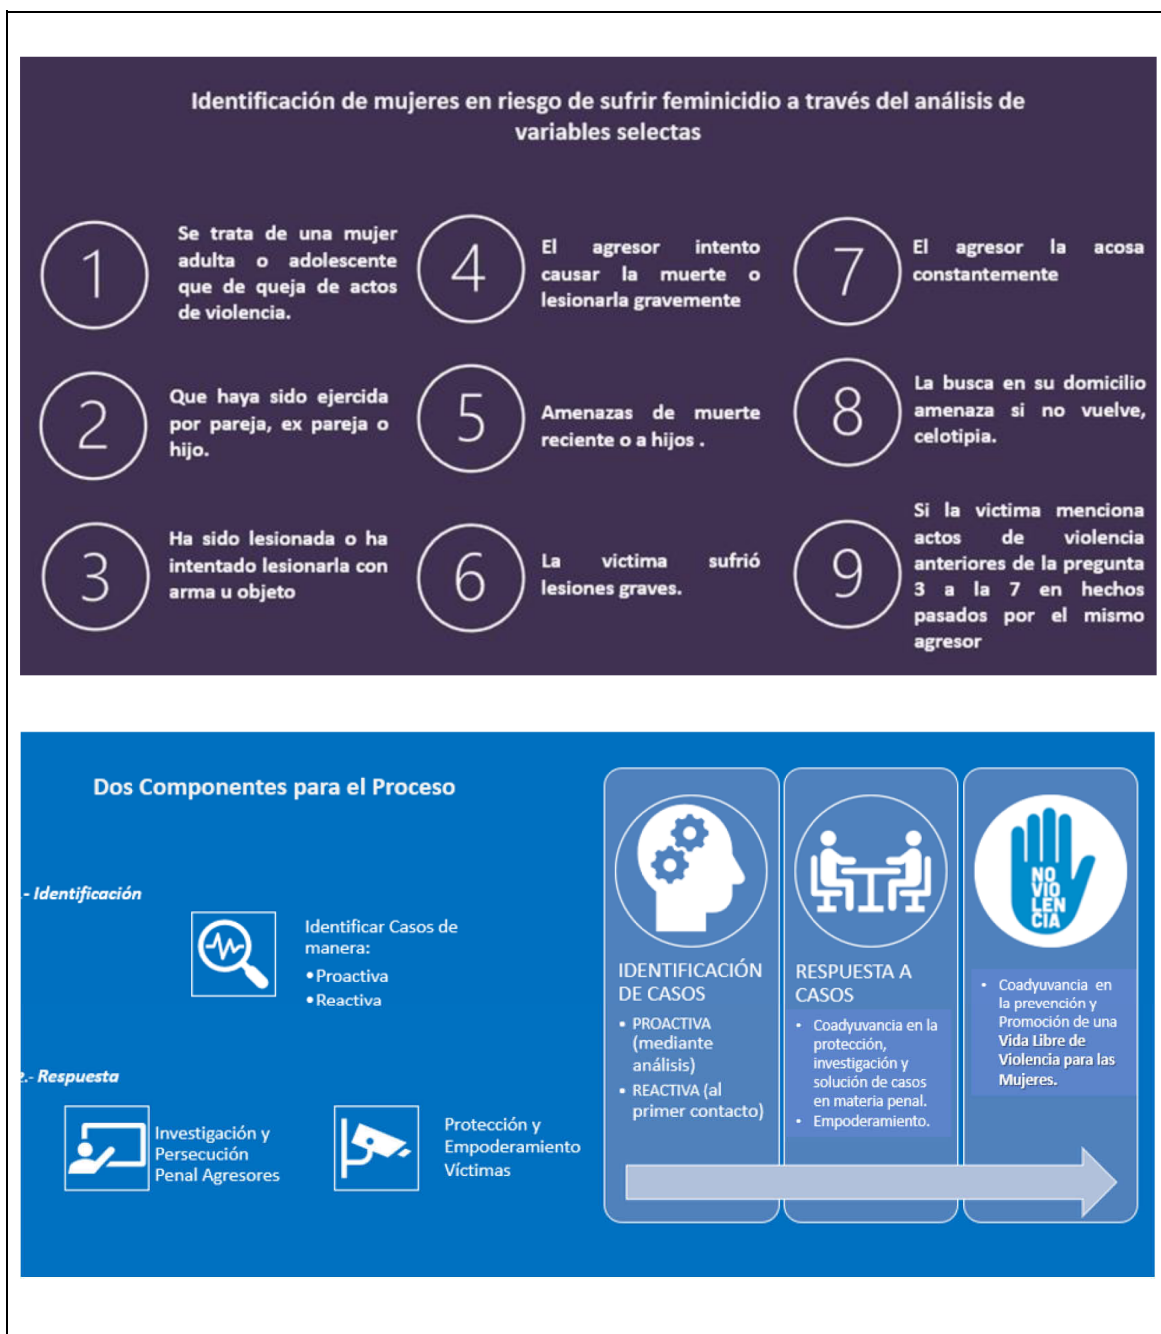 Identificación de mujeres en riesgo de sufrir feminicidio a través del análisis de
variables selectas
1
Se trata de una mujer
adulta o adolescente
que de queja de actos
de violencia.
2
Que haya sido ejercida
por pareja, ex pareja o
hijo.
3
Ha sido lesionada o ha
intentado lesionarla con
arma u objeto
4
El agresor intento
causar la muerte o
lesionarla gravemente
5
Amenazas de muerte
reciente o a hijos .
6
La victima sufrió
lesiones graves.
7
El agresor la acosa
constantemente
8
La busca en su domicilio
amenaza si no vuelve,
celotipia.
9
Si la victima menciona
actos de violencia
anteriores de la pregunta
3 a la 7 en hechos
pasados por el mismo
agresor
Dos Componentes para el Proceso
.- Identificación
Identificar Casos de
manera:
•Proactiva
•Reactiva
2.- Respuesta
Investigación y
Persecución
Penal Agresores
Protección y
Empoderamiento
Víctimas
IDENTIFICACIÓN
DE CASOS
• PROACTIVA
(mediante
análisis)
• REACTIVA (al
primer contacto)
RESPUESTA A
CASOS
• Coadyuvancia en la
protección,
investigación y
solución de casos
en materia penal.
• Empoderamiento.
NO
VIO
LEN
CIA
• Coadyuvancia en
la prevención y
Promoción de una
Vida Libre de
Violencia para las
Mujeres.